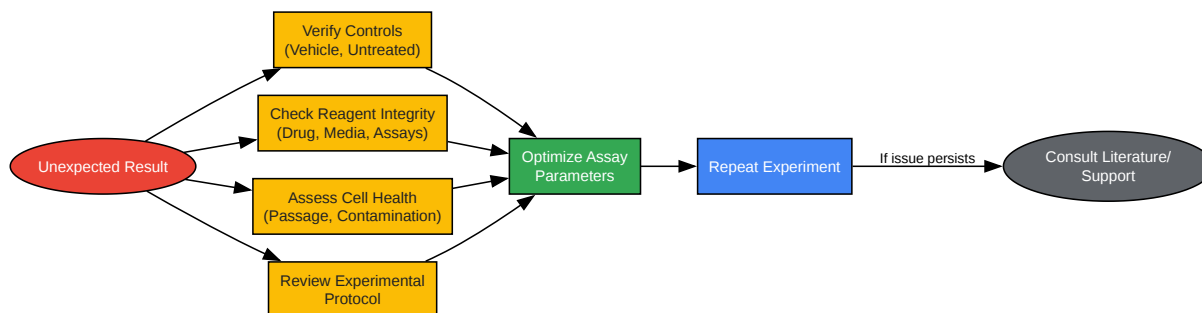 Verify Controls
(Vehicle, Untreated)
Check Reagent Integrity
(Drug, Media, Assays)
Unexpected Result
Assess Cell Health
(Passage, Contamination)
Review Experimental
Protocol
Optimize Assay
Parameters
Repeat Experiment
If issue persists
Consult Literature/
Support